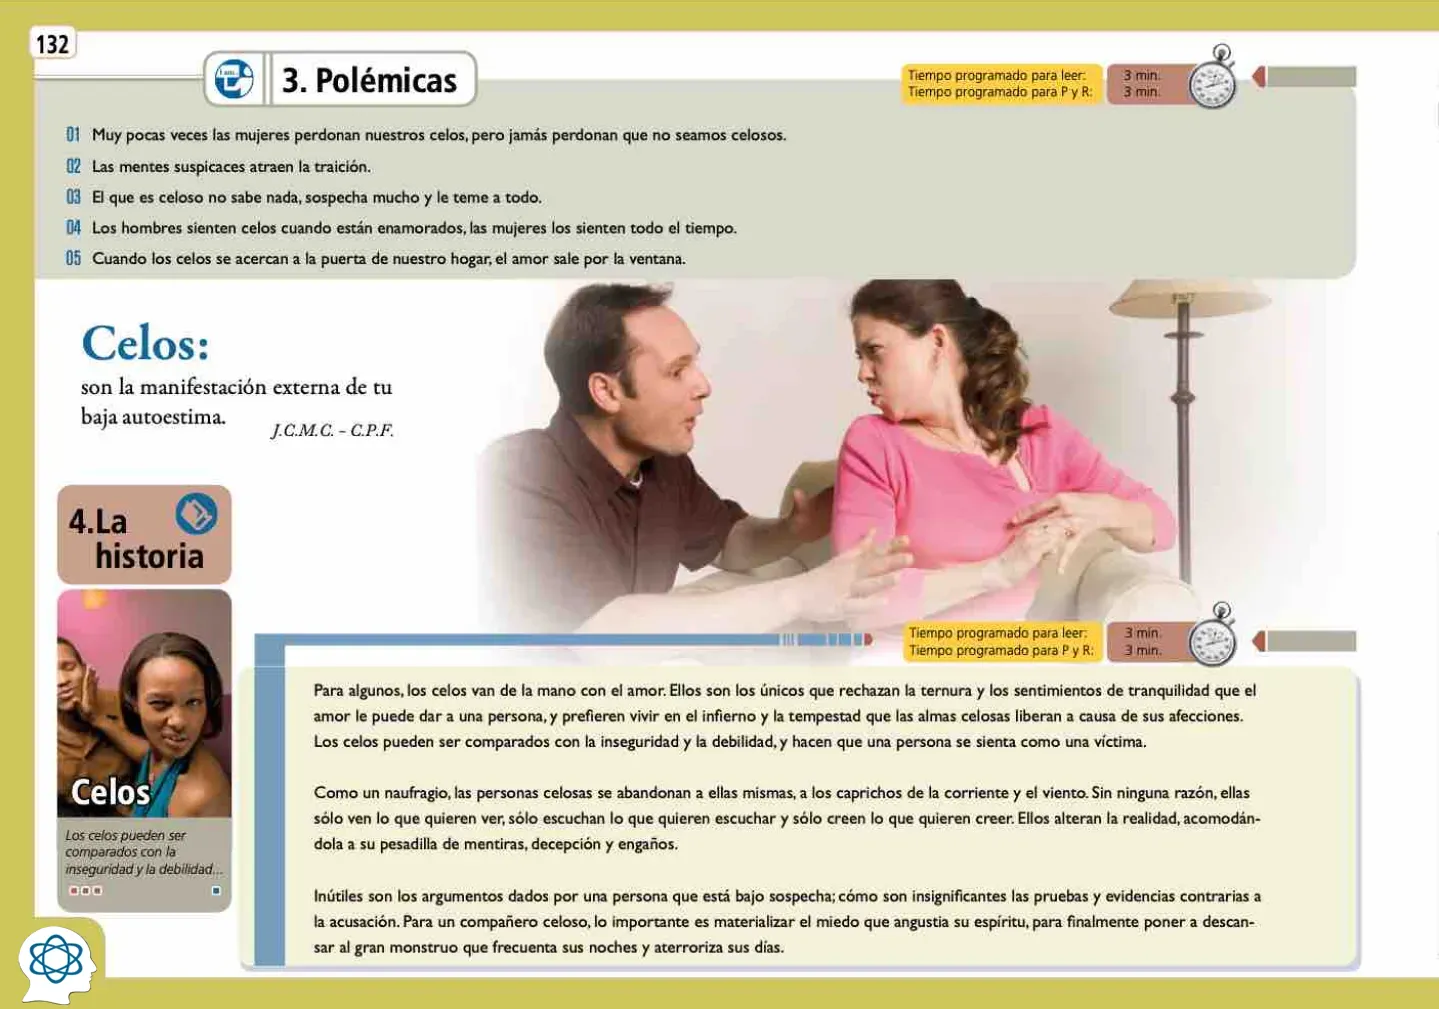 132
3. Polémicas
Tiempo programado para leer: 3 min.
Tiempo programado para P y R: 3 min.
01 Muy pocas veces las mujeres perdonan nuestros celos, pero jamás perdonan que no seamos celosos.
02 Las mentes suspicaces atraen la traición.
03 El que es celoso no sabe nada, sospecha mucho y le teme a todo.
04 Los hombres sienten celos cuando están enamorados, las mujeres los sienten todo el tiempo.
05 Cuando los celos se acercan a la puerta de nuestro hogar, el amor sale por la ventana.
Celos:
son la manifestación externa de tu
baja autoestima.
J.C.M.C. - C.P.F.
4.La
historia
Celos
Los celos pueden ser
comparados con la
inseguridad y la debilidad...
Tiempo programado para leer: 3 min.
Tiempo programado para P y R: 3 min.
Para algunos, los celos van de la mano con el amor. Ellos son los únicos que rechazan la ternura y los sentimientos de tranquilidad que el
amor le puede dar a una persona, y prefieren vivir en el infierno y la tempestad que las almas celosas liberan a causa de sus afecciones.
Los celos pueden ser comparados con la inseguridad y la debilidad, y hacen que una persona se sienta como una víctima.
Como un naufragio, las personas celosas se abandonan a ellas mismas, a los caprichos de la corriente y el viento. Sin ninguna razón, ellas
sólo ven lo que quieren ver, sólo escuchan lo que quieren escuchar y sólo creen lo que quieren creer. Ellos alteran la realidad, acomodán-
dola a su pesadilla de mentiras, decepción y engaños.
Inútiles son los argumentos dados por una persona que está bajo sospecha; cómo son insignificantes las pruebas y evidencias contrarias a
la acusación. Para un compañero celoso, lo importante es materializar el miedo que angustia su espíritu, para finalmente poner a descan-
sar al gran monstruo que frecuenta sus noches y aterroriza sus días.